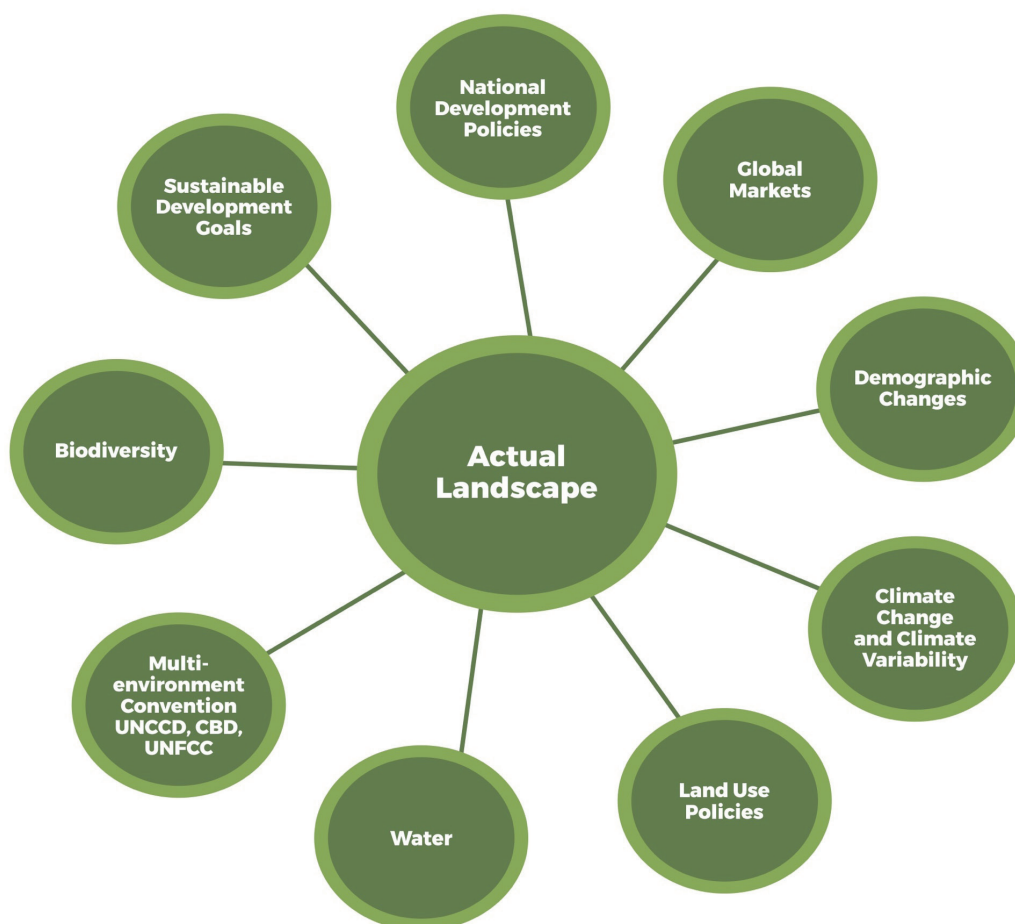 National
Development
Policies
Global
Markets
Sustainable
Development
Goals
Demographic
Changes
Biodiversity
Actual
Landscape
Climate
Change
and Climate
Variability
Multi-
environment
Convention
UNCCD, CBD,
UNFCC
Land Use
Policies
Water